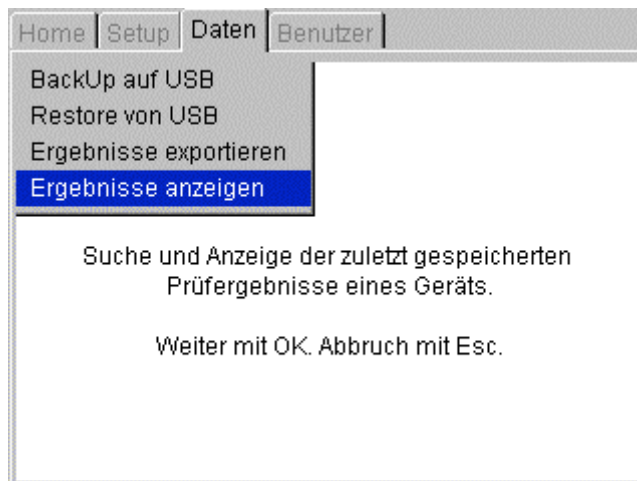 Home Setup Daten Benutzer
BackUp auf USB
Restore von USB
Ergebnisse exportieren
Ergebnisse anzeigen
Suche und Anzeige der zuletzt gespeicherten
Prüfergebnisse eines Geräts.
Weiter mit OK. Abbruch mit Esc.